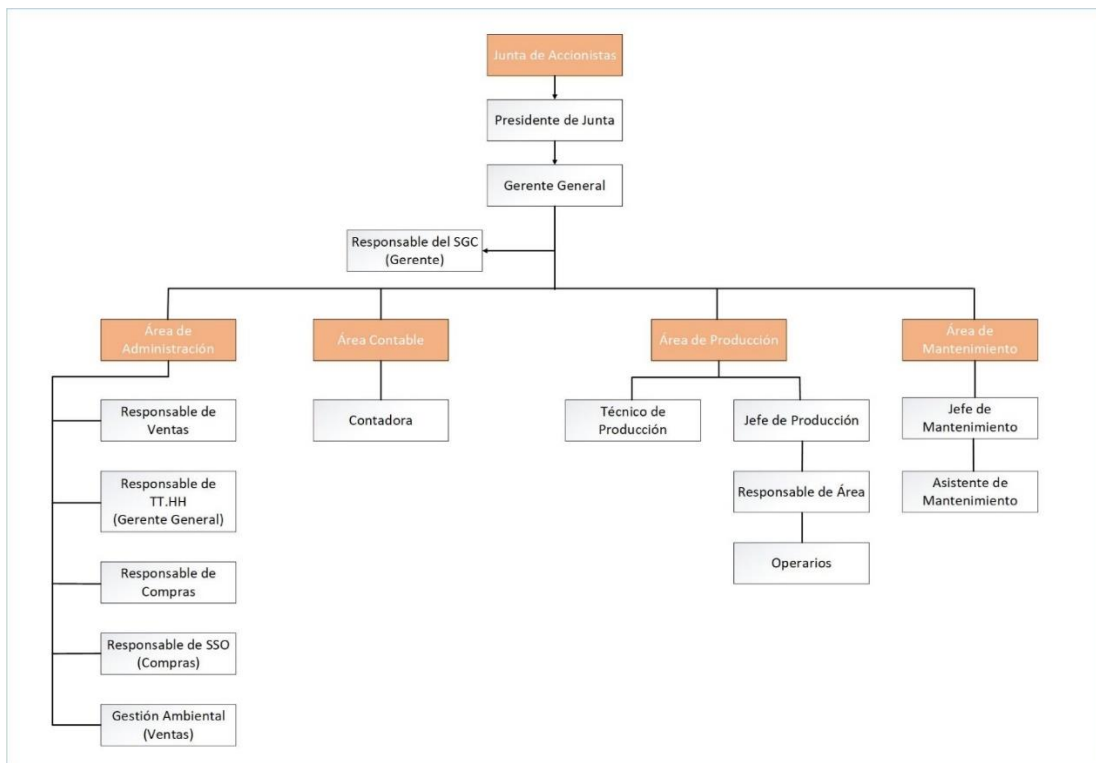 Junta de Accionistas
Presidente de Junta
Gerente General
Responsable del SGC
(Gerente)
Área de
Administración
Área Contable
Área de Producción
Área de
Mantenimiento
Responsable de
Ventas
Contadora
Técnico de
Producción
Jefe de Producción
Jefe de
Mantenimiento
Responsable de
TT.HH
(Gerente General)
Responsable de Área
Asistente de
Mantenimiento
Responsable de
Compras
Operarios
Responsable de SSO
(Compras)
Gestión Ambiental
(Ventas)